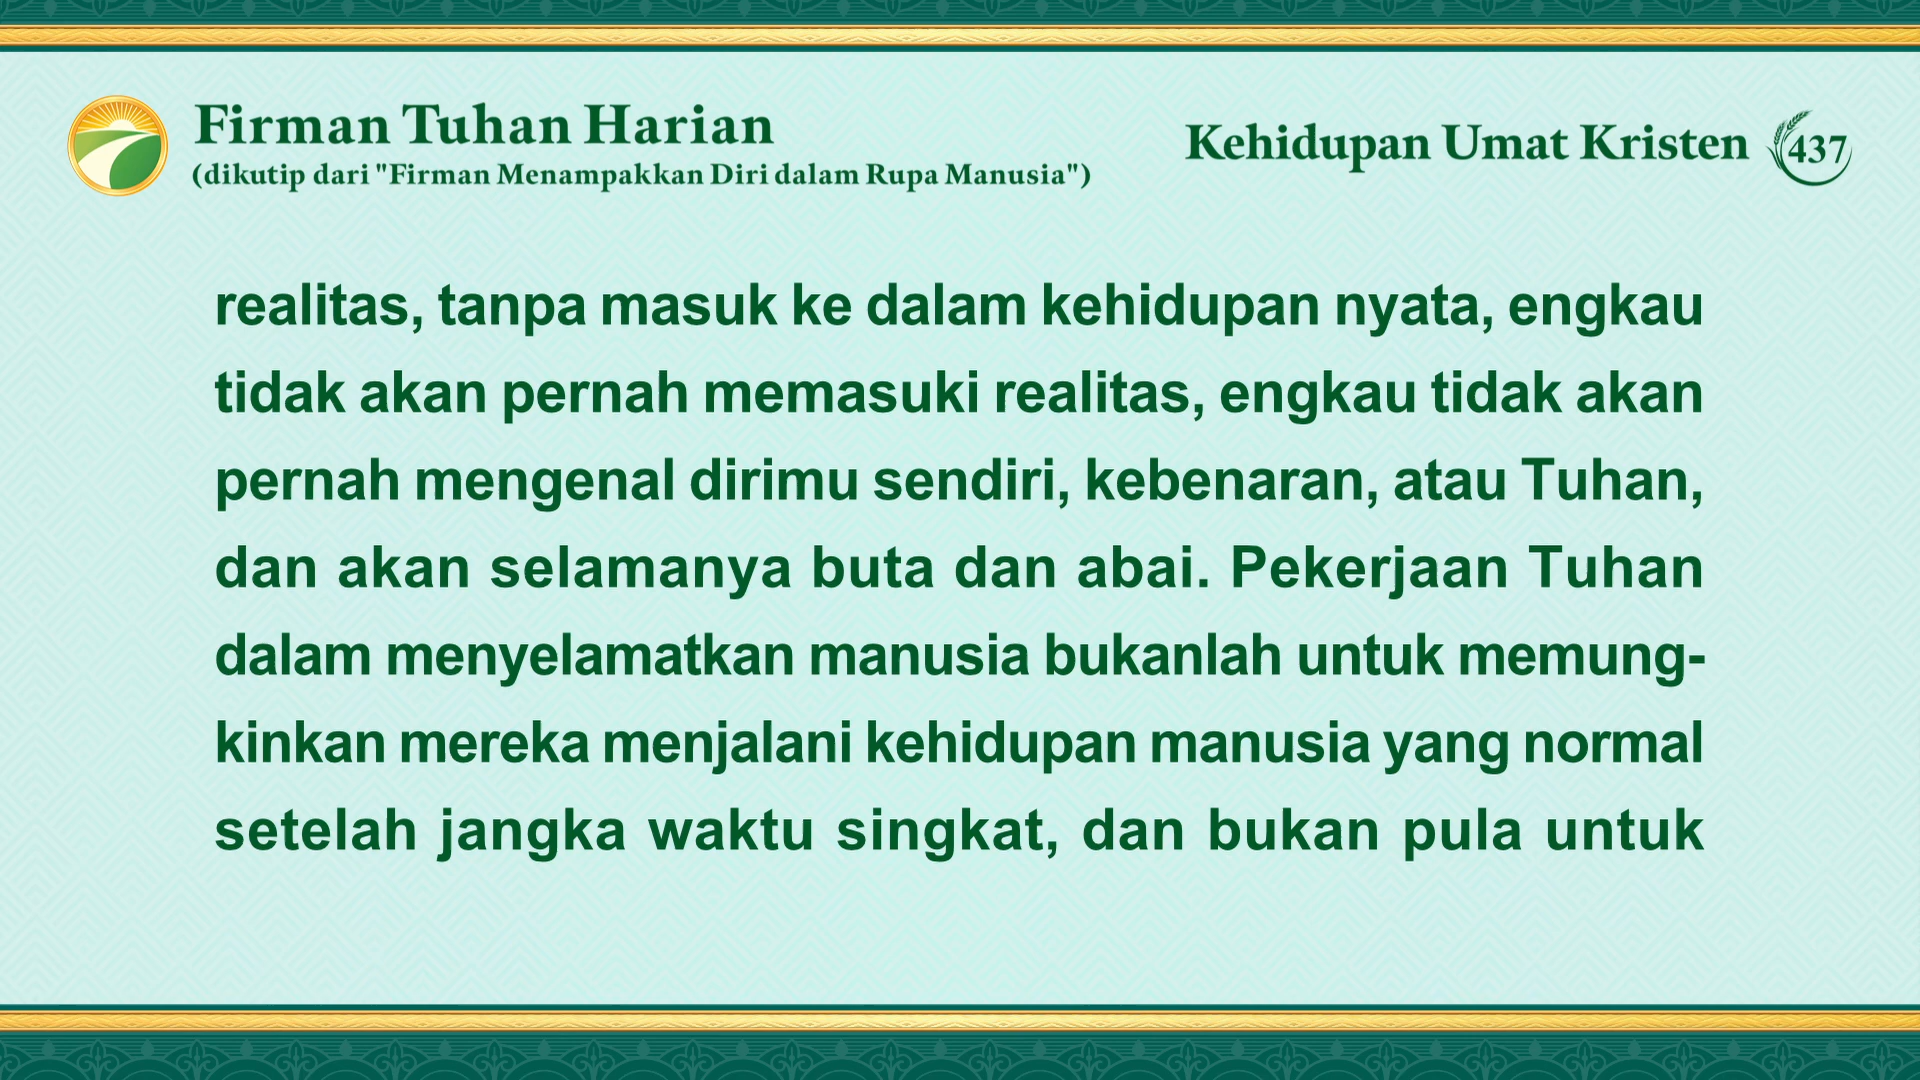 Firman Tuhan Harian
(dikutip dari "Firman Menampakkan Diri dalam Rupa Manusia")
Kehidupan Umat Kristen 437
realitas, tanpa masuk ke dalam kehidupan nyata, engkau
tidak akan pernah memasuki realitas, engkau tidak akan
pernah mengenal dirimu sendiri, kebenaran, atau Tuhan,
dan akan selamanya buta dan abai. Pekerjaan Tuhan
dalam menyelamatkan manusia bukanlah untuk memung-
kinkan mereka menjalani kehidupan manusia yang normal
setelah jangka waktu singkat, dan bukan pula untuk